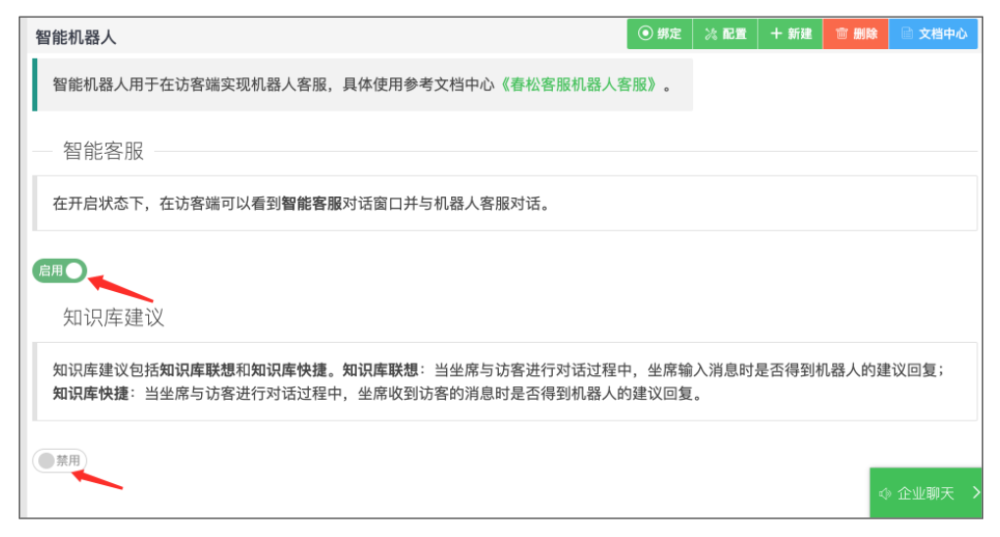 智能机器人
绑定 配置 新建 删除 文档中心
智能机器人用于在访客端实现机器人客服，具体使用参考文档中心《春松客服机器人客服》。
智能客服
在开启状态下，在访客端可以看到智能客服对话窗口并与机器人客服对话。
启用
知识库建议
知识库建议包括知识库联想和知识库快捷。知识库联想：当坐席与访客进行对话过程中，坐席输入消息时是否得到机器人的建议回复；
知识库快捷：当坐席与访客进行对话过程中，坐席收到访客的消息时是否得到机器人的建议回复。
禁用
企业聊天